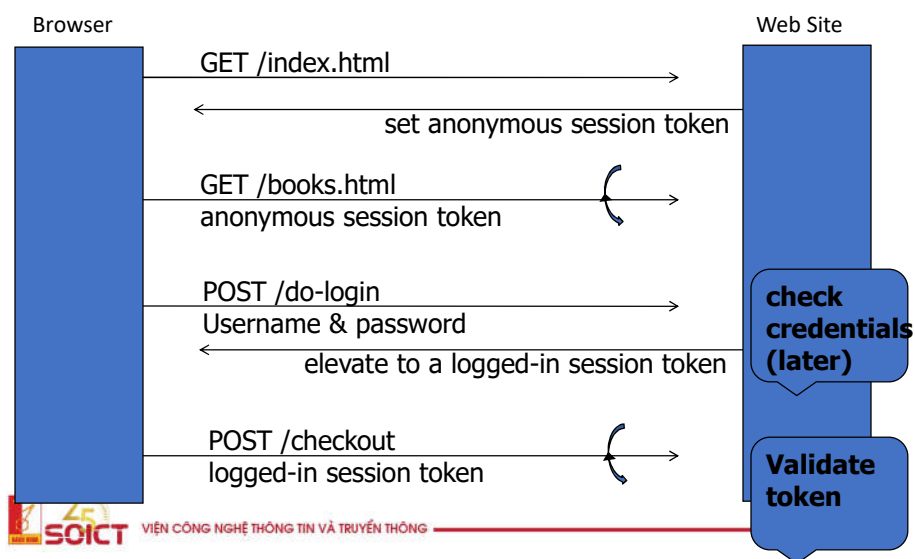 Browser
Web Site
GET /index.html
set anonymous session token
GET /books.html
anonymous session token
POST /do-login
Username & password
check
credentials
(later)
elevate to a logged-in session token
POST /checkout
logged-in session token
Validate
token
25
SOICT
VIỆN CÔNG NGHỆ THÔNG TIN VÀ TRUYỀN THÔNG